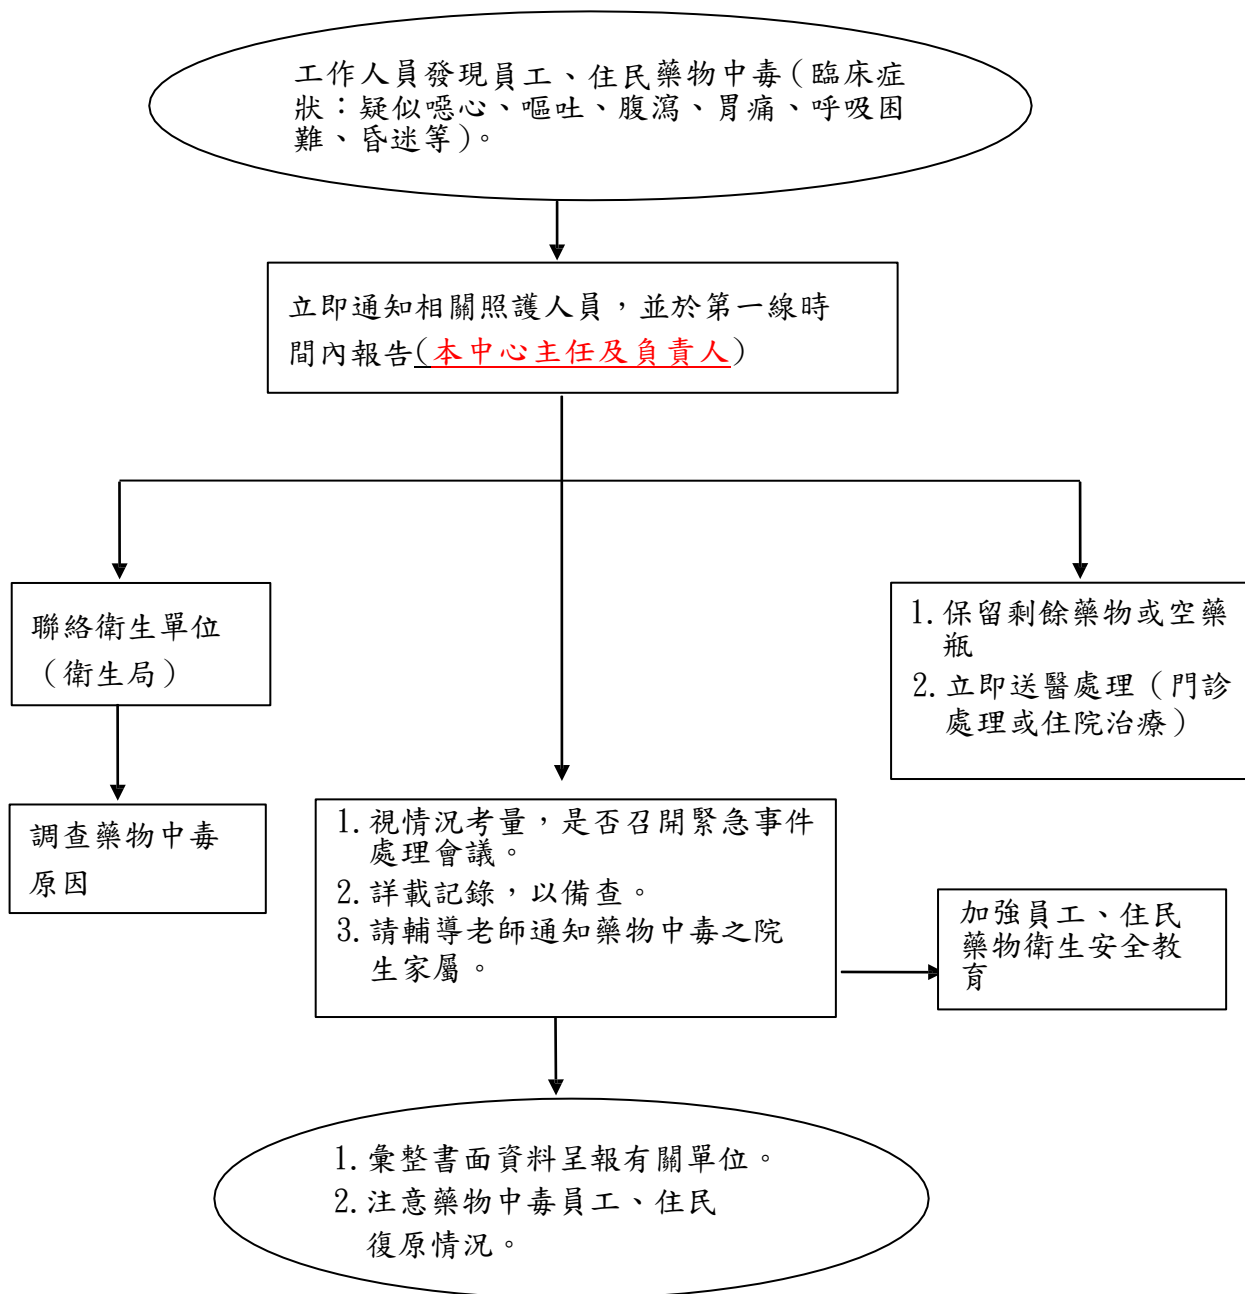 工作人員發現員工、住民藥物中毒（臨床症
狀：疑似噁心、嘔吐、腹瀉、胃痛、呼吸困
難、昏迷等）。
立即通知相關照護人員，並於第一線時
間內報告(本中心主任及負責人)
聯絡衛生單位
（衛生局）
調查藥物中毒
原因
1.視情況考量，是否召開緊急事件
處理會議。
2.詳載記錄，以備查。
3.請輔導老師通知藥物中毒之院
生家屬。
1.保留剩餘藥物或空藥
瓶
2.立即送醫處理（門診
處理或住院治療）
加強員工、住民
藥物衛生安全教
育
1.彙整書面資料呈報有關單位。
2.注意藥物中毒員工、住民
復原情況。